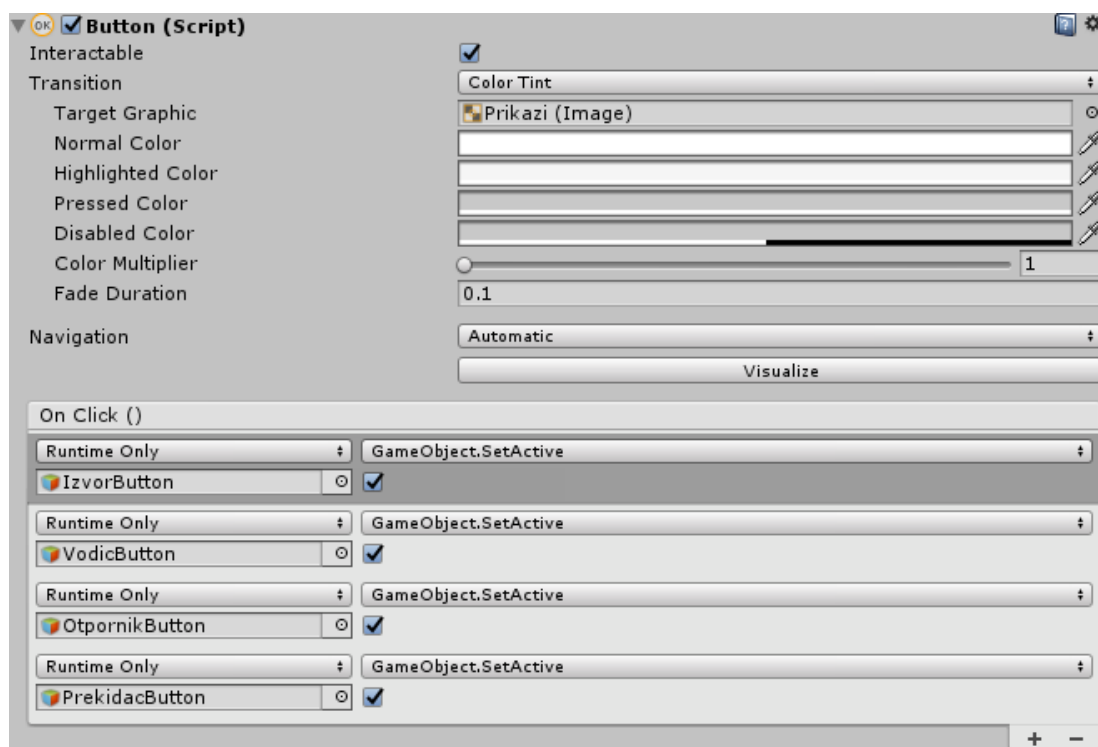 OK Button (Script)
Interactable
Transition Color Tint
Target Graphic Prikazi (Image)
Normal Color
Highlighted Color
Pressed Color
Disabled Color
Color Multiplier 1
Fade Duration 0.1
Navigation Automatic
Visualize
On Click ()
Runtime Only GameObject.SetActive
IzvorButton
Runtime Only GameObject.SetActive
VodicButton
Runtime Only GameObject.SetActive
OtpornikButton
Runtime Only GameObject.SetActive
PrekidacButton
+ −